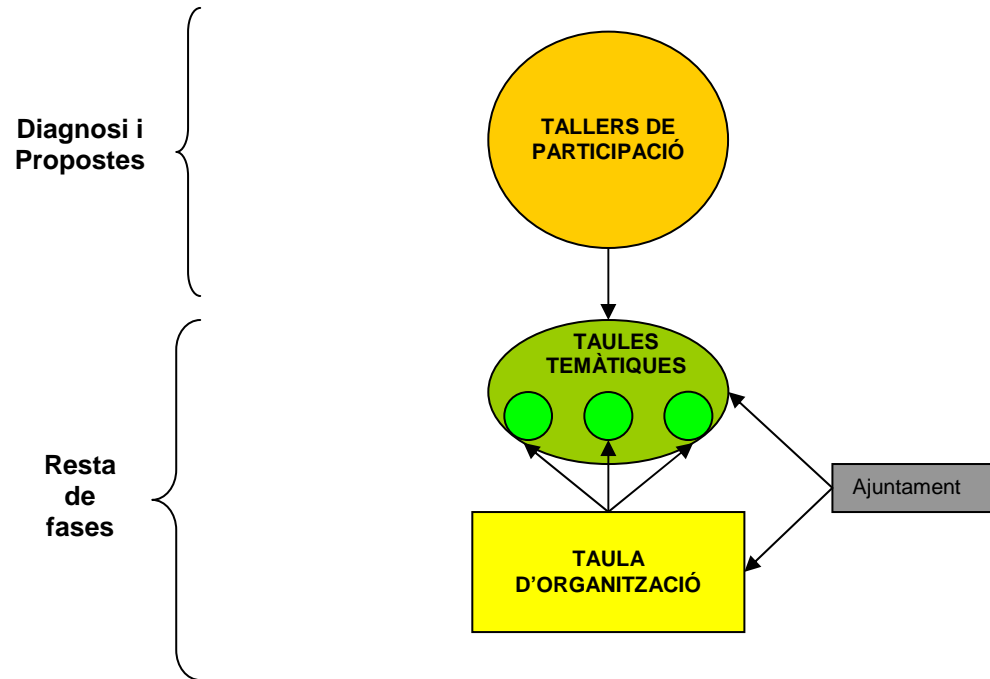 Diagnosi i
Propostes
TALLERS DE
PARTICIPACIÓ
TAULES
TEMÀTIQUES
Resta
de
fases
Ajuntament
TAULA
D'ORGANITZACIÓ